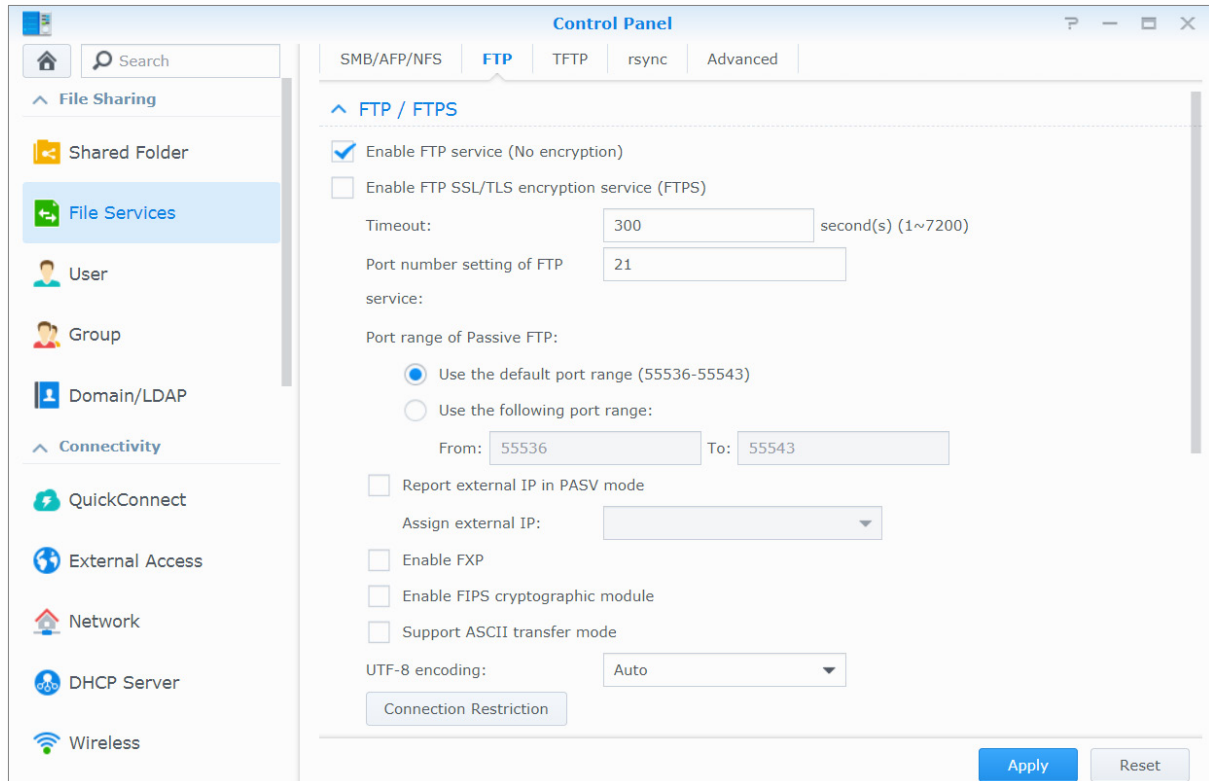 Control Panel
Search
File Sharing
Shared Folder
File Services
User
Group
Domain/LDAP
Connectivity
QuickConnect
External Access
Network
DHCP Server
Wireless
SMB/AFP/NFS FTP TFTP rsync Advanced
FTP / FTPS
Enable FTP service (No encryption)
Enable FTP SSL/TLS encryption service (FTPS)
Timeout: 300 second(s) (1~7200)
Port number setting of FTP 21
service:
Port range of Passive FTP:
Use the default port range (55536-55543)
Use the following port range:
From: 55536 To: 55543
Report external IP in PASV mode
Assign external IP:
Enable FXP
Enable FIPS cryptographic module
Support ASCII transfer mode
UTF-8 encoding: Auto
Connection Restriction
Apply Reset